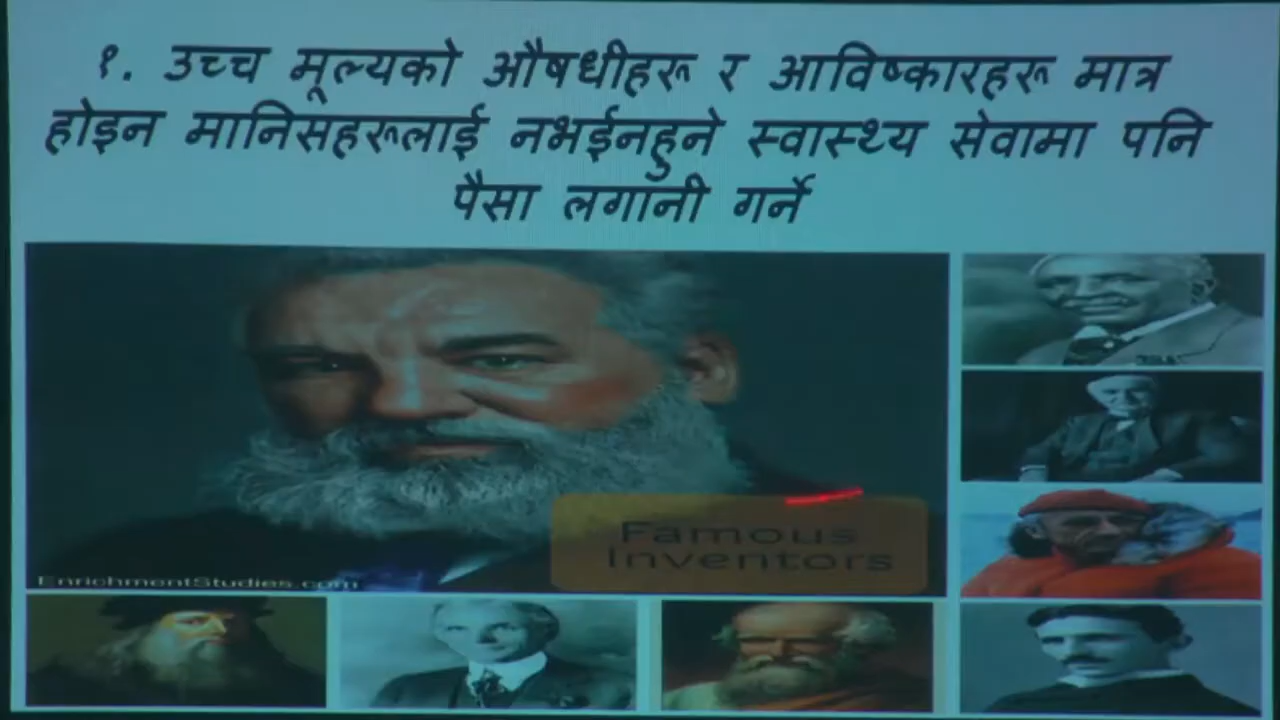 १. उच्च मूल्यको औषधीहरू र आविष्कारहरू मात्र
होइन मानिसहरूलाई नभईनहुने स्वास्थ्य सेवामा पनि
पैसा लगानी गर्ने
Famous
Inventors
EnrichmentStudies.com